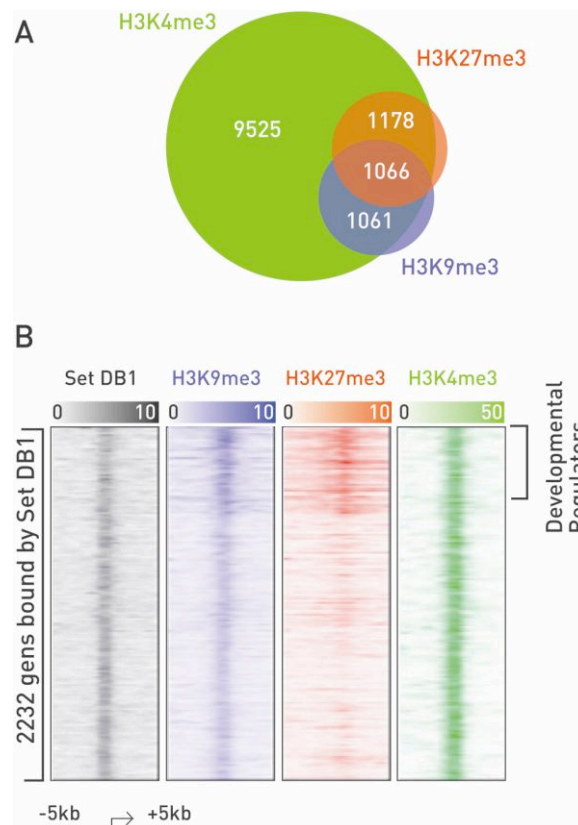 A
H3K4me3
H3K27me3
9525
1178
1066
1061
H3K9me3
B
Set DB1 H3K9me3 H3K27me3 H3K4me3
0 10 0 10 0 10 0 50
2232 gens bound by Set DB1
Developmental
-5kb +5kb